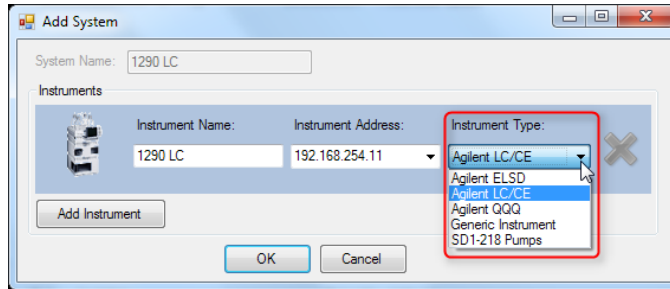 Add System
System Name: 1290 LC
Instruments
Instrument Name: Instrument Address: Instrument Type:
1290 LC 192.168.254.11 Agilent LC/CE
Agilent ELSD
Agilent LC/CE
Agilent QQQ
Generic Instrument
SD1-218 Pumps
Add Instrument
OK Cancel